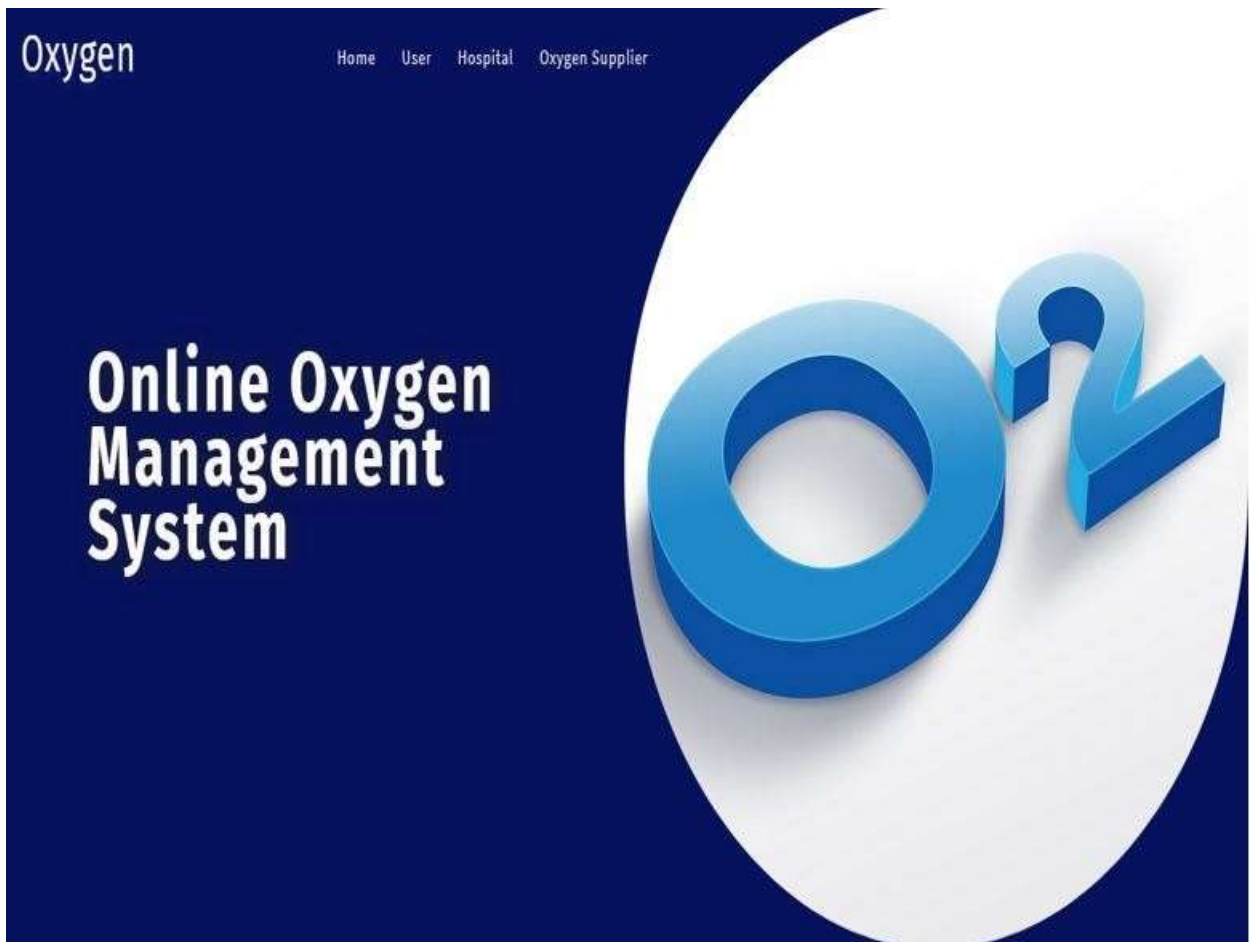 Oxygen
Home User Hospital Oxygen Supplier
Online Oxygen
Management
System
O2